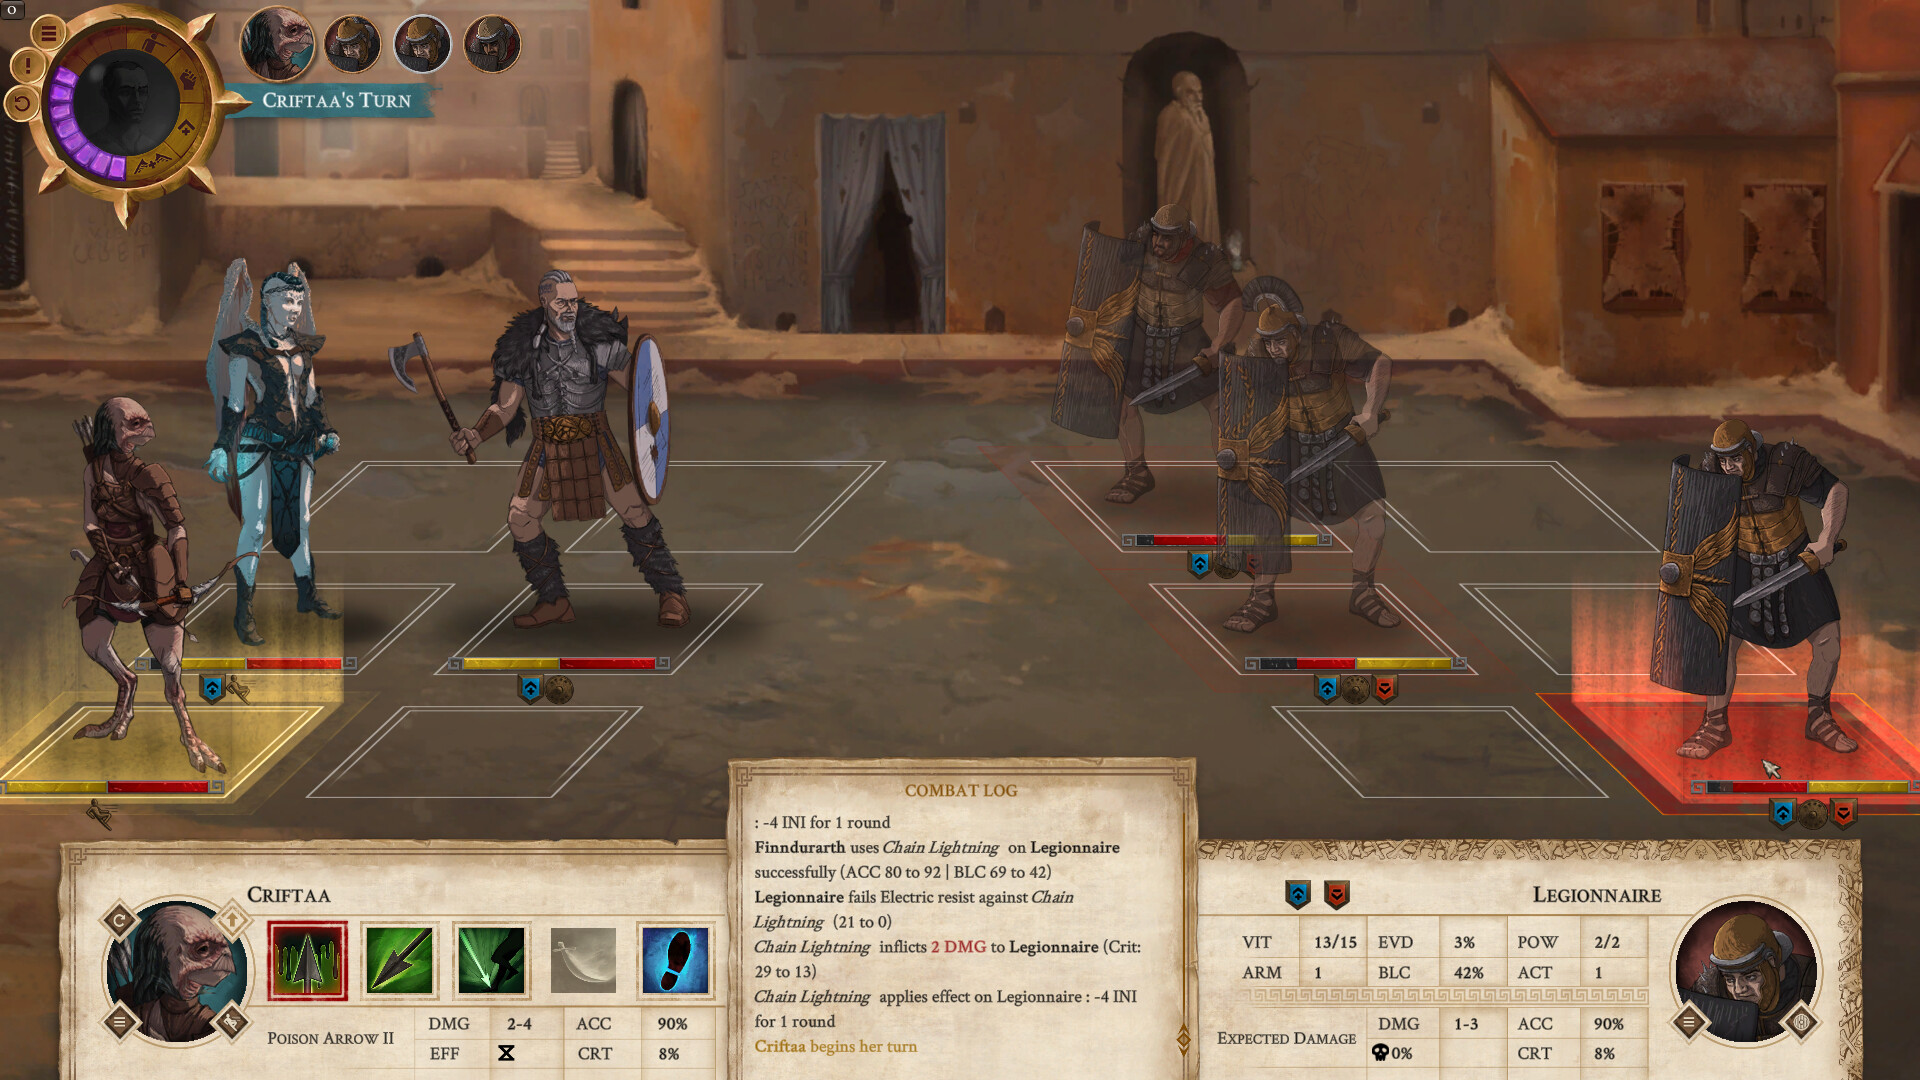 O
CRIFTAA'S TURN
COMBAT LOG
: -4 INI for 1 round
Finndurarth uses Chain Lightning on Legionnaire
successfully (ACC 80 to 92 | BLC 69 to 42)
Legionnaire fails Electric resist against Chain
Lightning (21 to 0)
Chain Lightning inflicts 2 DMG to Legionnaire (Crit:
29 to 13)
Chain Lightning applies effect on Legionnaire : -4 INI
for 1 round
Criftaa begins her turn
CRIFTAA
POISON ARROW II
DMG 2-4 ACC 90%
EFF CRT 8%
LEGIONNAIRE
VIT 13/15 EVD 3% POW 2/2
ARM 1 BLC 42% ACT 1
EXPECTED DAMAGE
DMG 1-3 ACC 90%
0% CRT 8%